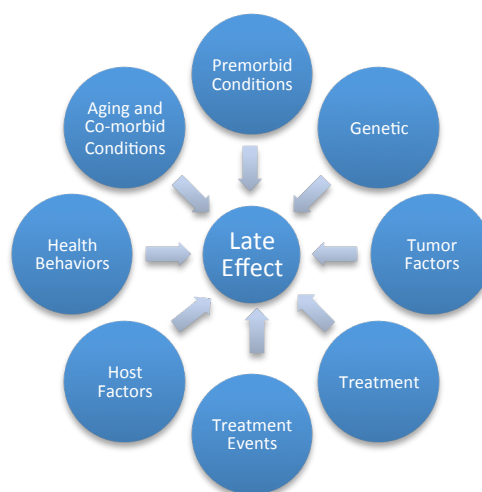 Premorbid
Conditions
Genetic
Tumor
Factors
Treatment
Treatment
Events
Host
Factors
Health
Behaviors
Aging and
Co-morbid
Conditions
Late
Effect